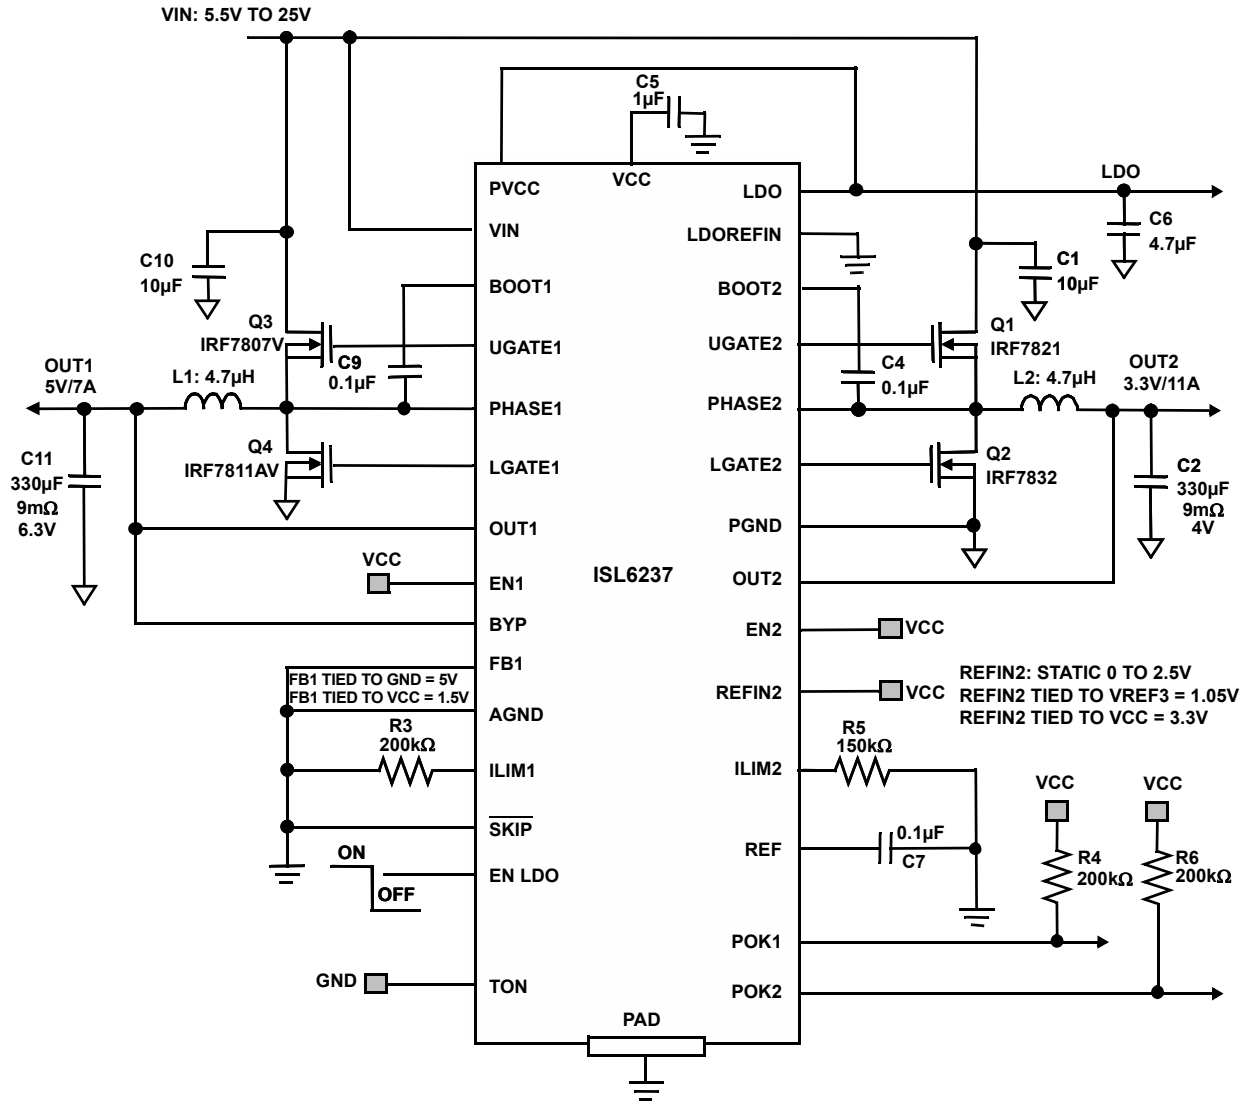 VIN: 5.5V TO 25V
C5
1µF
VCC
PVCC
VIN
BOOT1
UGATE1
PHASE1
LGATE1
OUT1
EN1
BYP
FB1
AGND
ILIM1
SKIP
EN LDO
TON
LDO
LDOREFIN
BOOT2
UGATE2
PHASE2
LGATE2
PGND
OUT2
EN2
REFIN2
ILIM2
REF
POK1
POK2
ISL6237
PAD
C10
10µF
Q3
IRF7807V
C9
0.1µF
OUT1
5V/7A
L1: 4.7µH
Q4
IRF7811AV
C11
330µF
9mΩ
6.3V
VCC
FB1 TIED TO GND = 5V
FB1 TIED TO VCC = 1.5V
R3
200kΩ
ON
OFF
GND
LDO
C6
4.7µF
C1
10µF
Q1
IRF7821
C4
0.1µF
OUT2
3.3V/11A
L2: 4.7µH
Q2
IRF7832
C2
330µF
9mΩ
4V
VCC
VCC
REFIN2: STATIC 0 TO 2.5V
REFIN2 TIED TO VREF3 = 1.05V
REFIN2 TIED TO VCC = 3.3V
R5
150kΩ
0.1µF
C7
VCC
VCC
R4
200kΩ
R6
200kΩ